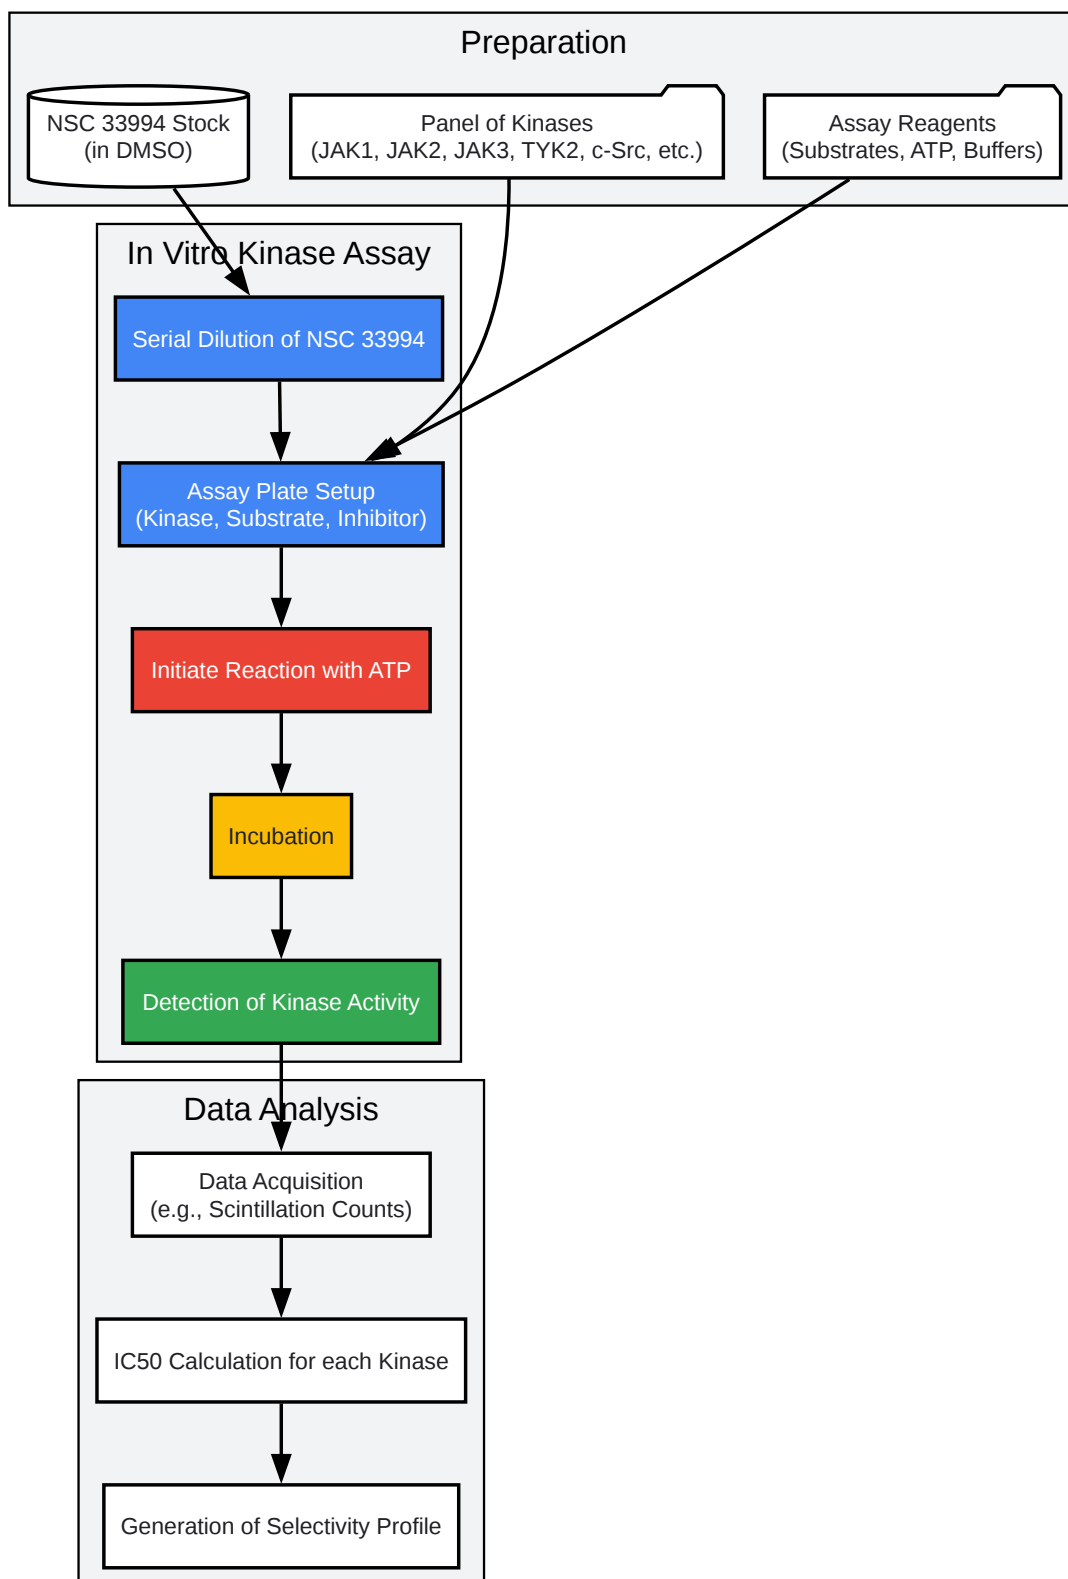 Preparation
NSC 33994 Stock
(in DMSO)
Panel of Kinases
(JAK1, JAK2, JAK3, TYK2, c-Src, etc.)
Assay Reagents
(Substrates, ATP, Buffers)
In Vitro Kinase Assay
Serial Dilution of NSC 33994
Assay Plate Setup
(Kinase, Substrate, Inhibitor)
Initiate Reaction with ATP
Incubation
Detection of Kinase Activity
Data Analysis
Data Acquisition
(e.g., Scintillation Counts)
IC50 Calculation for each Kinase
Generation of Selectivity Profile